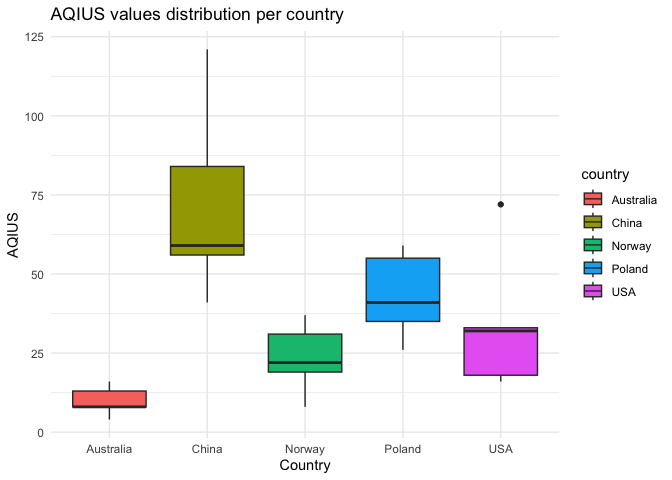 AQIUS values distribution per country
AQIUS
125
100
75
50
25
0
Australia
China
Norway
Poland
USA
Country
country
Australia
China
Norway
Poland
USA